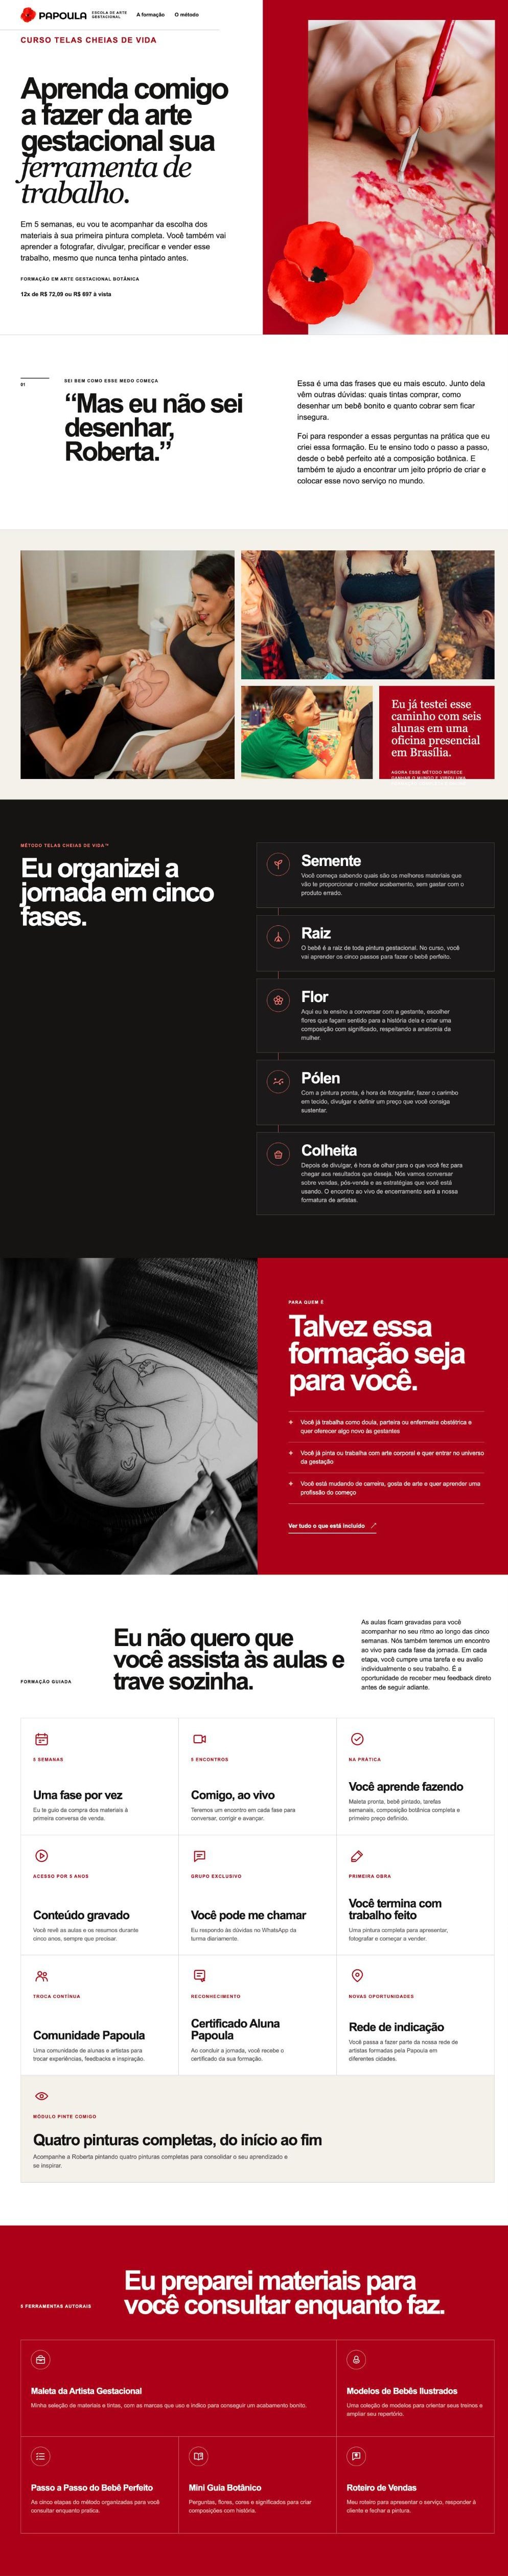 PAPOULA
ESCOLA DE ARTE
GESTACIONAL
A formação
O método
CURSO TELAS CHEIAS DE VIDA
Aprenda comigo
a fazer da arte
gestacional sua
ferramenta de
trabalho.
Em 5 semanas, eu vou te acompanhar da escolha dos
materiais à sua primeira pintura completa. Você também vai
aprender a fotografar, divulgar, precificar e vender esse
trabalho, mesmo que nunca tenha pintado antes.
FORMAÇÃO EM ARTE GESTACIONAL BOTÂNICA
12x de R$ 72,09 ou R$ 697 à vista
01
SEI BEM COMO ESSE MEDO COMEÇA
“Mas eu não sei
desenhar,
Roberta.”
Essa é uma das frases que eu mais escuto. Junto dela
vêm outras dúvidas: quais tintas comprar, como
desenhar um bebê bonito e quanto cobrar sem ficar
insegura.
Foi para responder a essas perguntas na prática que eu
criei essa formação. Eu te ensino todo o passo a passo,
desde o bebê perfeito até a composição botânica. E
também te ajudo a encontrar um jeito próprio de criar e
colocar esse novo serviço no mundo.
Eu já testei esse
caminho com seis
alunas em uma
oficina presencial
em Brasília.
AGORA ESSE MÉTODO MERECE
GANHAR O MUNDO E VIROU UMA
MÉTODO TELAS CHEIAS DE VIDA™
Eu organizei a
jornada em cinco
fases.
Semente
Você começa sabendo quais são os melhores materiais que
vão te proporcionar o melhor acabamento, sem gastar com o
produto errado.
Raiz
O bebê é a raiz de toda pintura gestacional. No curso, você
vai aprender os cinco passos para fazer o bebê perfeito.
Flor
Aqui eu te ensino a conversar com a gestante, escolher
flores que façam sentido para a história dela e criar uma
composição com significado, respeitando a anatomia da
mulher.
Pólen
Com a pintura pronta, é hora de fotografar, fazer o carimbo
em tecido, divulgar e definir um preço que você consiga
sustentar.
Colheita
Depois de divulgar, é hora de olhar para o que você fez para
chegar aos resultados que deseja. Nós vamos conversar
sobre vendas, pós-venda e as estratégias que você está
usando. O encontro ao vivo de encerramento será a nossa
formatura de artistas.
PARA QUEM É
Talvez essa
formação seja
para você.
Você já trabalha como doula, parteira ou enfermeira obstétrica e
quer oferecer algo novo às gestantes
Você já pinta ou trabalha com arte corporal e quer entrar no universo
da gestação
Você está mudando de carreira, gosta de arte e quer aprender uma
profissão do começo
Ver tudo o que está incluído
FORMAÇÃO GUIADA
Eu não quero que
você assista às aulas e
trave sozinha.
As aulas ficam gravadas para você
acompanhar no seu ritmo ao longo das cinco
semanas. Nós também teremos um encontro
ao vivo para cada fase da jornada. Em cada
etapa, você cumpre uma tarefa e eu avalio
individualmente o seu trabalho. É a
oportunidade de receber meu feedback direto
antes de seguir adiante.
5 SEMANAS
Uma fase por vez
Eu te guio da compra dos materiais à
primeira conversa de venda.
5 ENCONTROS
Comigo, ao vivo
Teremos um encontro em cada fase para
conversar, corrigir e avançar.
NA PRÁTICA
Você aprende fazendo
Maleta pronta, bebê pintado, tarefas
semanais, composição botânica completa e
primeiro preço definido.
ACESSO POR 5 ANOS
Conteúdo gravado
Você revê as aulas e os resumos durante
cinco anos, sempre que precisar.
GRUPO EXCLUSIVO
Você pode me chamar
Eu respondo às dúvidas no WhatsApp da
turma diariamente.
PRIMEIRA OBRA
Você termina com
trabalho feito
Uma pintura completa para apresentar,
fotografar e começar a vender.
TROCA CONTÍNUA
Comunidade Papoula
Uma comunidade de alunas e artistas para
trocar experiências, feedbacks e inspiração.
RECONHECIMENTO
Certificado Aluna
Papoula
Ao concluir a jornada, você recebe o
certificado da sua formação.
NOVAS OPORTUNIDADES
Rede de indicação
Você passa a fazer parte da nossa rede de
artistas formadas pela Papoula em
diferentes cidades.
MÓDULO PINTE COMIGO
Quatro pinturas completas, do início ao fim
Acompanhe a Roberta pintando quatro pinturas completas para consolidar o seu aprendizado e
se inspirar.
5 FERRAMENTAS AUTORAIS
Eu preparei materiais para
você consultar enquanto faz.
Maleta da Artista Gestacional
Minha seleção de materiais e tintas, com as marcas que uso e indico para conseguir um acabamento bonito.
Modelos de Bebês Ilustrados
Uma coleção de modelos para orientar seus treinos e
ampliar seu repertório.
Passo a Passo do Bebê Perfeito
As cinco etapas do método organizadas para você
consultar enquanto pratica.
Mini Guia Botânico
Perguntas, flores, cores e significados para criar
composições com história.
Roteiro de Vendas
Meu roteiro para apresentar o serviço, responder à
cliente e fechar a pintura.